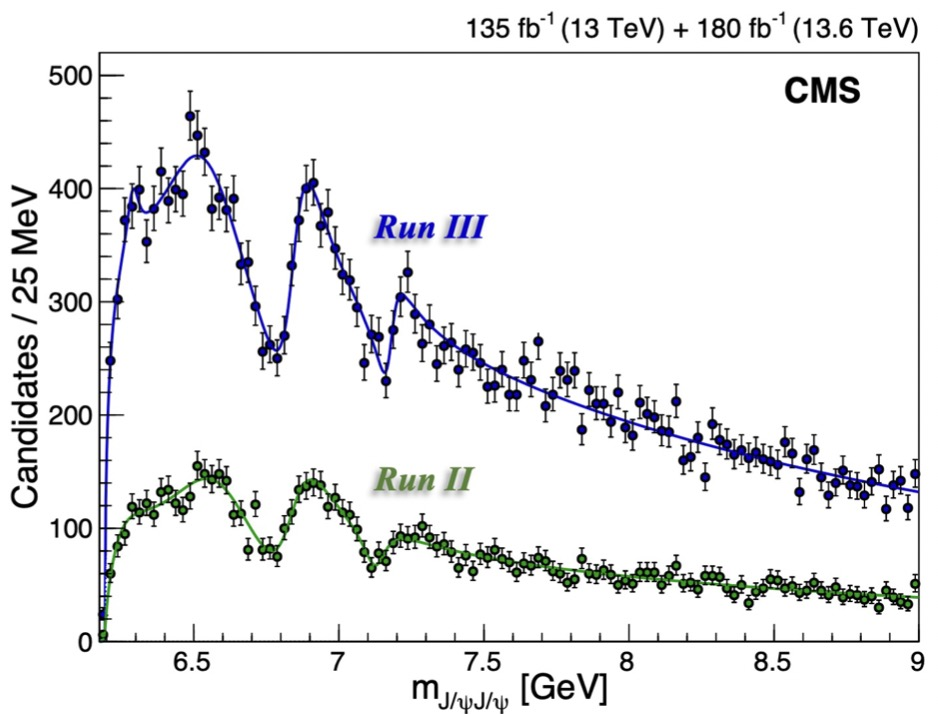 135 fb⁻¹ (13 TeV) + 180 fb⁻¹ (13.6 TeV)
CMS
Candidates / 25 MeV
500
400
300
200
100
0
Run III
Run II
6.5 7 7.5 8 8.5 9
m_J/ψJ/ψ [GeV]